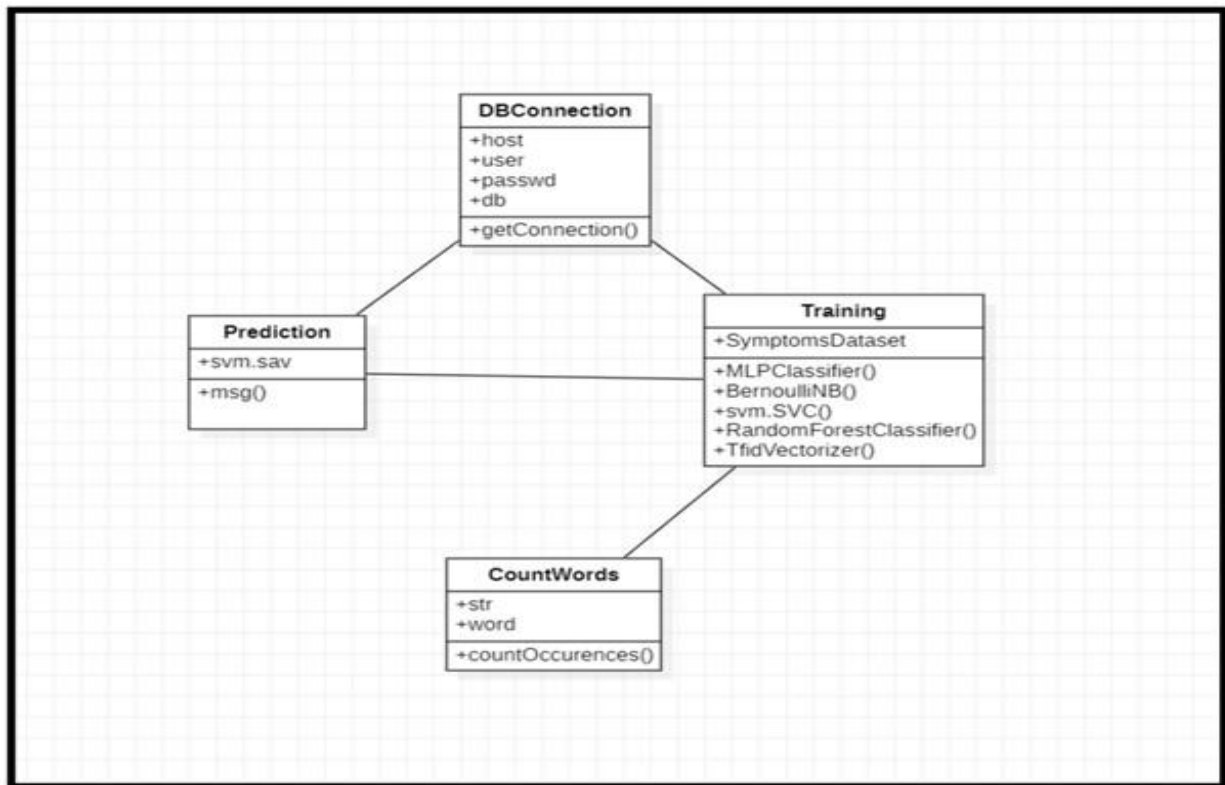 DBConnection
+host
+user
+passwd
+db
+getConnection()
Prediction
+svm.sav
+msg()
Training
+SymptomsDataset
+MLPClassifier()
+BernoulliNB()
+svm.SVC()
+RandomForestClassifier()
+TfidVectorizer()
CountWords
+str
+word
+countOccurences()